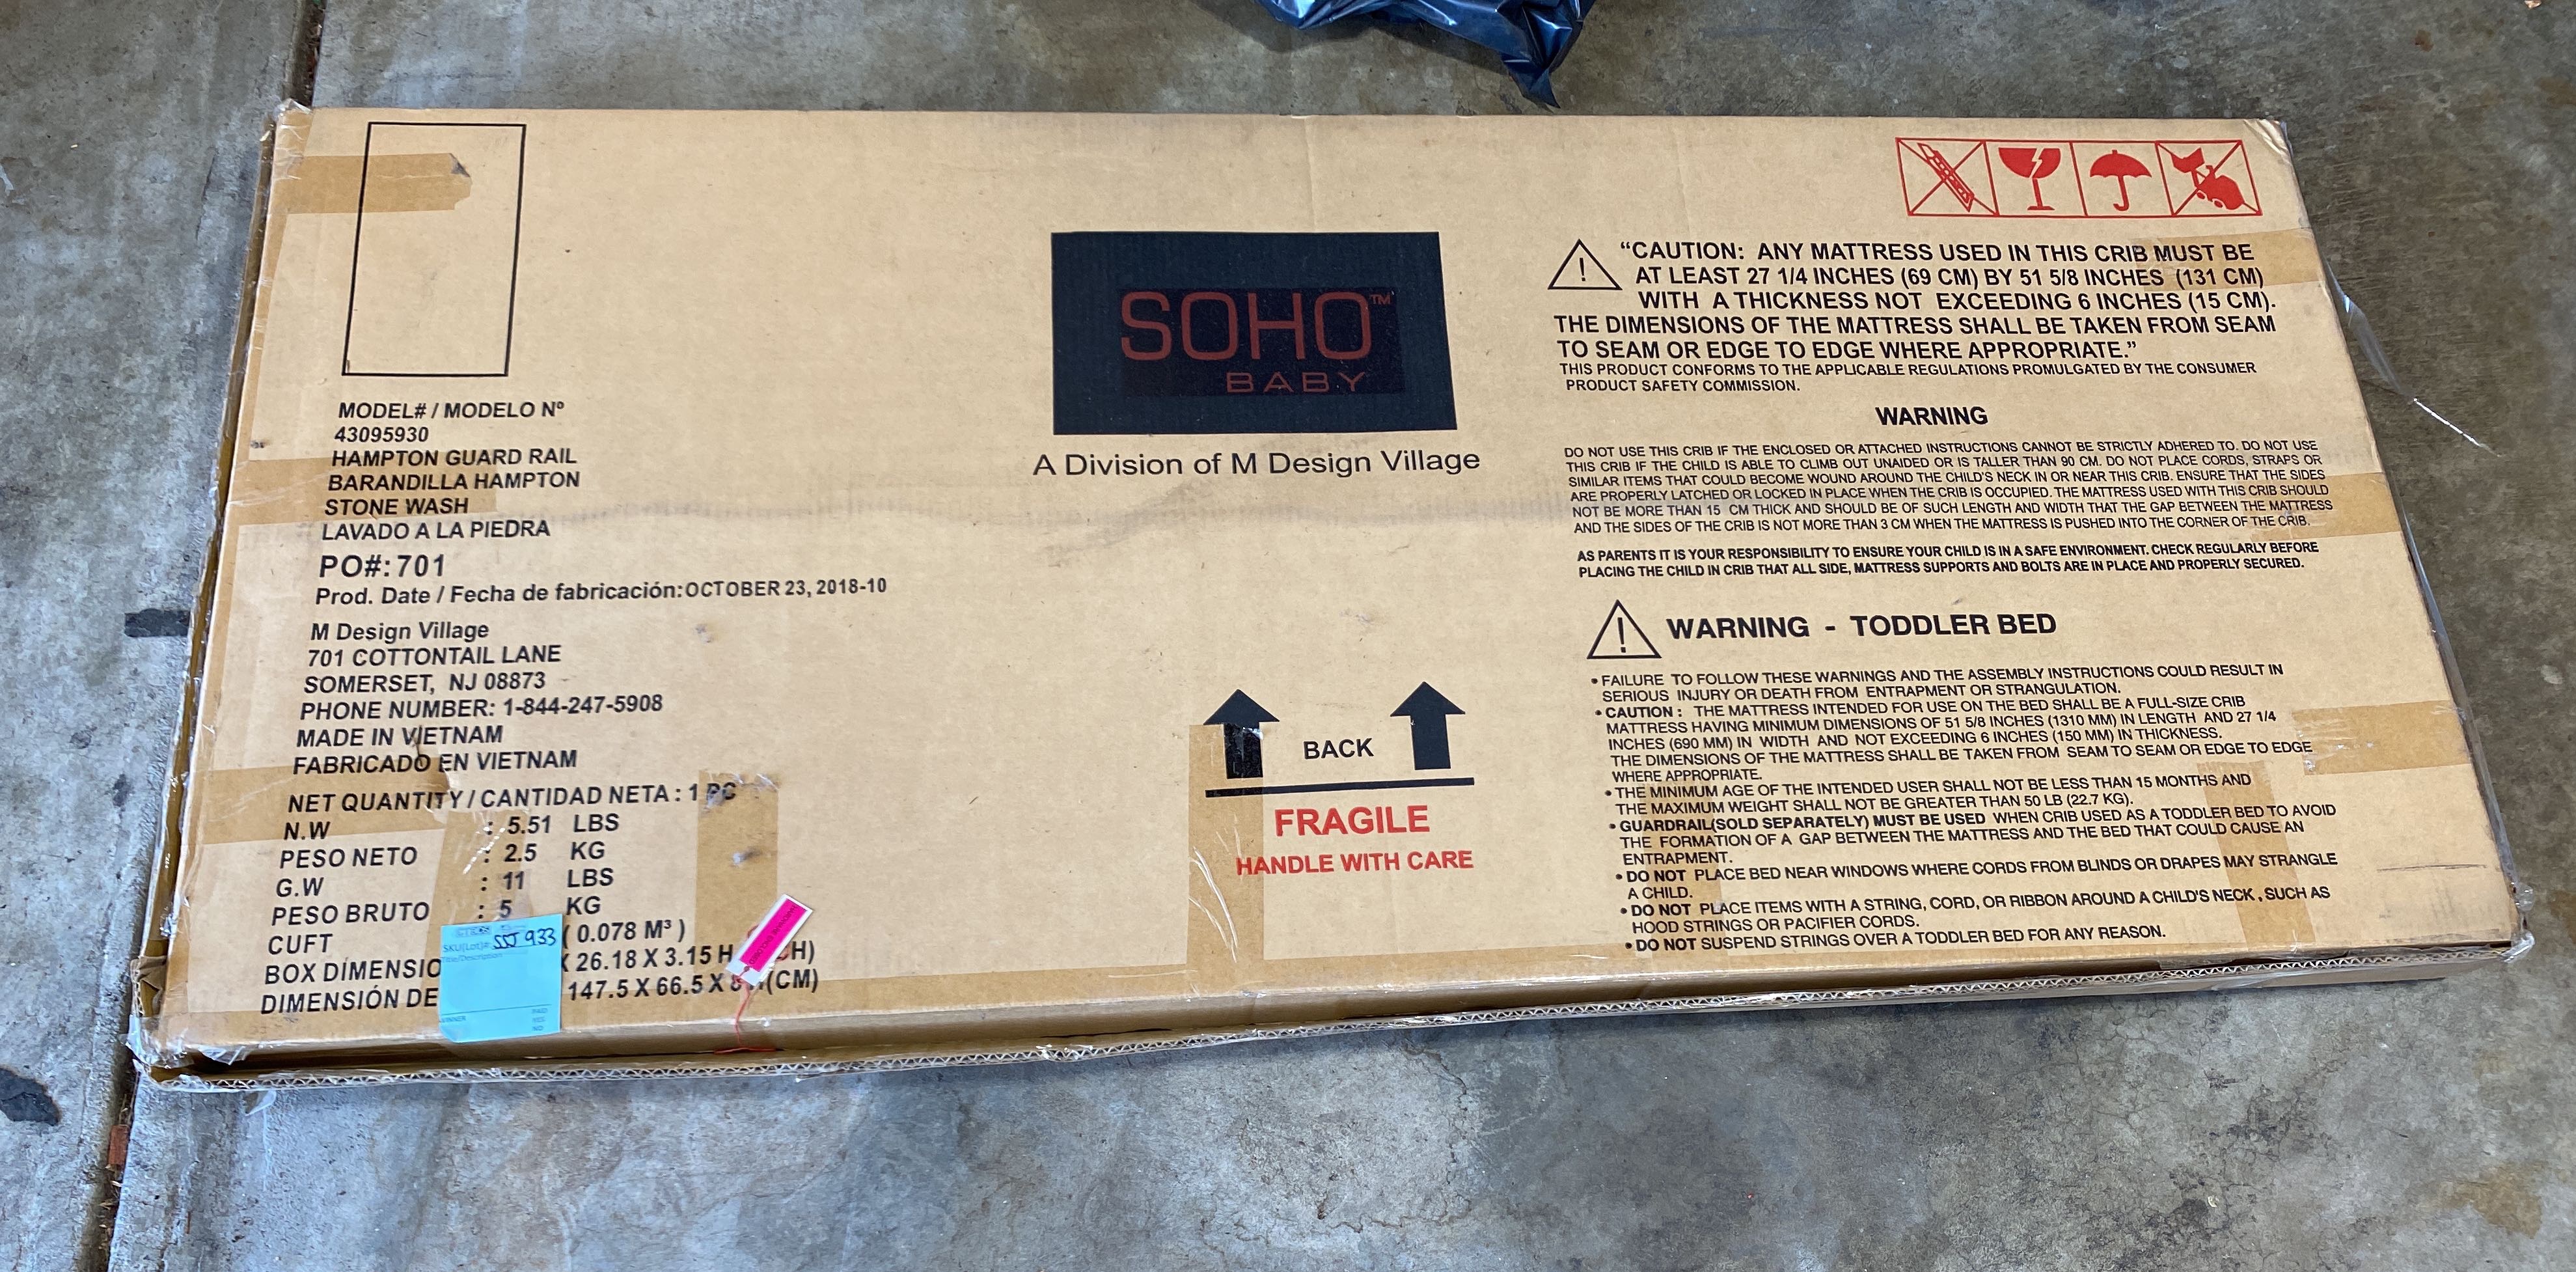 MODEL# / MODELO Nº
43095930
HAMPTON GUARD RAIL
BARANDILLA HAMPTON
STONE WASH
LAVADO A LA PIEDRA
PO#: 701
Prod. Date / Fecha de fabricación: OCTOBER 23, 2018-10
M Design Village
701 COTTONTAIL LANE
SOMERSET, NJ 08873
PHONE NUMBER: 1-844-247-5908
MADE IN VIETNAM
FABRICADO EN VIETNAM
NET QUANTITY / CANTIDAD NETA : 1 PC
N.W : 5.51 LBS
PESO NETO : 2.5 KG
G.W : 11 LBS
PESO BRUTO : 5 KG
CUFT ( 0.078 M³ )
BOX DIMENSIO X 26.18 X 3.15 H
DIMENSIÓN DE 147.5 X 66.5 X 8 (CM)
SKU(Lot)# SSJ 933
Title/Description
WINNER
PAID
YES
NO
SOHO™
BABY
A Division of M Design Village
BACK
FRAGILE
HANDLE WITH CARE
“CAUTION: ANY MATTRESS USED IN THIS CRIB MUST BE
AT LEAST 27 1/4 INCHES (69 CM) BY 51 5/8 INCHES (131 CM)
WITH A THICKNESS NOT EXCEEDING 6 INCHES (15 CM).
THE DIMENSIONS OF THE MATTRESS SHALL BE TAKEN FROM SEAM
TO SEAM OR EDGE TO EDGE WHERE APPROPRIATE.”
THIS PRODUCT CONFORMS TO THE APPLICABLE REGULATIONS PROMULGATED BY THE CONSUMER
PRODUCT SAFETY COMMISSION.
WARNING
DO NOT USE THIS CRIB IF THE ENCLOSED OR ATTACHED INSTRUCTIONS CANNOT BE STRICTLY ADHERED TO. DO NOT USE
THIS CRIB IF THE CHILD IS ABLE TO CLIMB OUT UNAIDED OR IS TALLER THAN 90 CM. DO NOT PLACE CORDS, STRAPS OR
SIMILAR ITEMS THAT COULD BECOME WOUND AROUND THE CHILD'S NECK IN OR NEAR THIS CRIB. ENSURE THAT THE SIDES
ARE PROPERLY LATCHED OR LOCKED IN PLACE WHEN THE CRIB IS OCCUPIED. THE MATTRESS USED WITH THIS CRIB SHOULD
NOT BE MORE THAN 15 CM THICK AND SHOULD BE OF SUCH LENGTH AND WIDTH THAT THE GAP BETWEEN THE MATTRESS
AND THE SIDES OF THE CRIB IS NOT MORE THAN 3 CM WHEN THE MATTRESS IS PUSHED INTO THE CORNER OF THE CRIB.
AS PARENTS IT IS YOUR RESPONSIBILITY TO ENSURE YOUR CHILD IS IN A SAFE ENVIRONMENT. CHECK REGULARLY BEFORE
PLACING THE CHILD IN CRIB THAT ALL SIDE, MATTRESS SUPPORTS AND BOLTS ARE IN PLACE AND PROPERLY SECURED.
WARNING - TODDLER BED
• FAILURE TO FOLLOW THESE WARNINGS AND THE ASSEMBLY INSTRUCTIONS COULD RESULT IN
SERIOUS INJURY OR DEATH FROM ENTRAPMENT OR STRANGULATION.
• CAUTION : THE MATTRESS INTENDED FOR USE ON THE BED SHALL BE A FULL-SIZE CRIB
MATTRESS HAVING MINIMUM DIMENSIONS OF 51 5/8 INCHES (1310 MM) IN LENGTH AND 27 1/4
INCHES (690 MM) IN WIDTH AND NOT EXCEEDING 6 INCHES (150 MM) IN THICKNESS.
THE DIMENSIONS OF THE MATTRESS SHALL BE TAKEN FROM SEAM TO SEAM OR EDGE TO EDGE
WHERE APPROPRIATE.
• THE MINIMUM AGE OF THE INTENDED USER SHALL NOT BE LESS THAN 15 MONTHS AND
THE MAXIMUM WEIGHT SHALL NOT BE GREATER THAN 50 LB (22.7 KG).
• GUARDRAIL(SOLD SEPARATELY) MUST BE USED WHEN CRIB USED AS A TODDLER BED TO AVOID
THE FORMATION OF A GAP BETWEEN THE MATTRESS AND THE BED THAT COULD CAUSE AN
ENTRAPMENT.
• DO NOT PLACE BED NEAR WINDOWS WHERE CORDS FROM BLINDS OR DRAPES MAY STRANGLE
A CHILD.
• DO NOT PLACE ITEMS WITH A STRING, CORD, OR RIBBON AROUND A CHILD'S NECK, SUCH AS
HOOD STRINGS OR PACIFIER CORDS.
• DO NOT SUSPEND STRINGS OVER A TODDLER BED FOR ANY REASON.